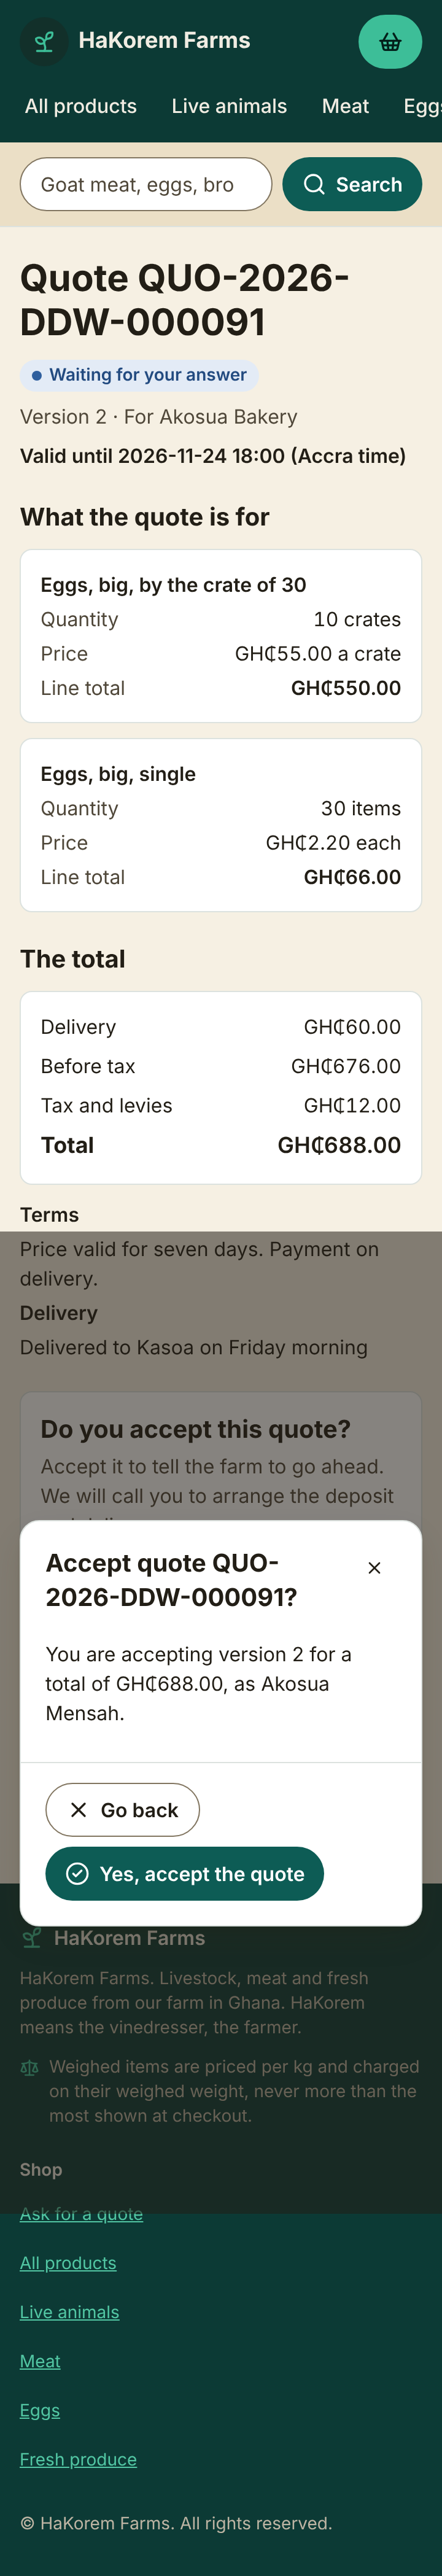 HaKorem Farms
All products Live animals Meat Eggs
Goat meat, eggs, bro
Search
Quote QUO-2026-
DDW-000091
Waiting for your answer
Version 2 · For Akosua Bakery
Valid until 2026-11-24 18:00 (Accra time)
What the quote is for
Eggs, big, by the crate of 30
Quantity 10 crates
Price GH₵55.00 a crate
Line total GH₵550.00
Eggs, big, single
Quantity 30 items
Price GH₵2.20 each
Line total GH₵66.00
The total
Delivery GH₵60.00
Before tax GH₵676.00
Tax and levies GH₵12.00
Total GH₵688.00
Terms
Price valid for seven days. Payment on
delivery.
Delivery
Delivered to Kasoa on Friday morning
Do you accept this quote?
Accept it to tell the farm to go ahead.
We will call you to arrange the deposit
Accept quote QUO-
2026-DDW-000091?
You are accepting version 2 for a
total of GH₵688.00, as Akosua
Mensah.
Go back
Yes, accept the quote
HaKorem Farms
HaKorem Farms. Livestock, meat and fresh
produce from our farm in Ghana. HaKorem
means the vinedresser, the farmer.
Weighed items are priced per kg and charged
on their weighed weight, never more than the
most shown at checkout.
Shop
Ask for a quote
All products
Live animals
Meat
Eggs
Fresh produce
© HaKorem Farms. All rights reserved.